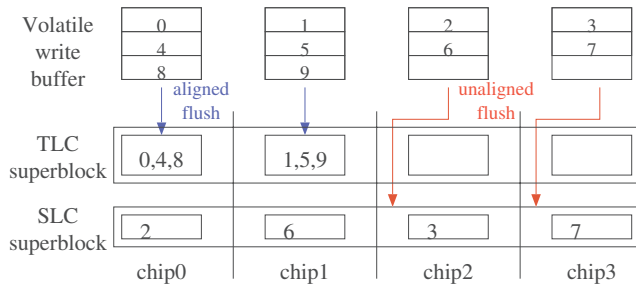 Volatile
write
buffer
0 1 2 3
4 5 6 7
8 9
aligned
flush
unaligned
flush
TLC
superblock
0,4,8 1,5,9
SLC
superblock
2 6 3 7
chip0 chip1 chip2 chip3